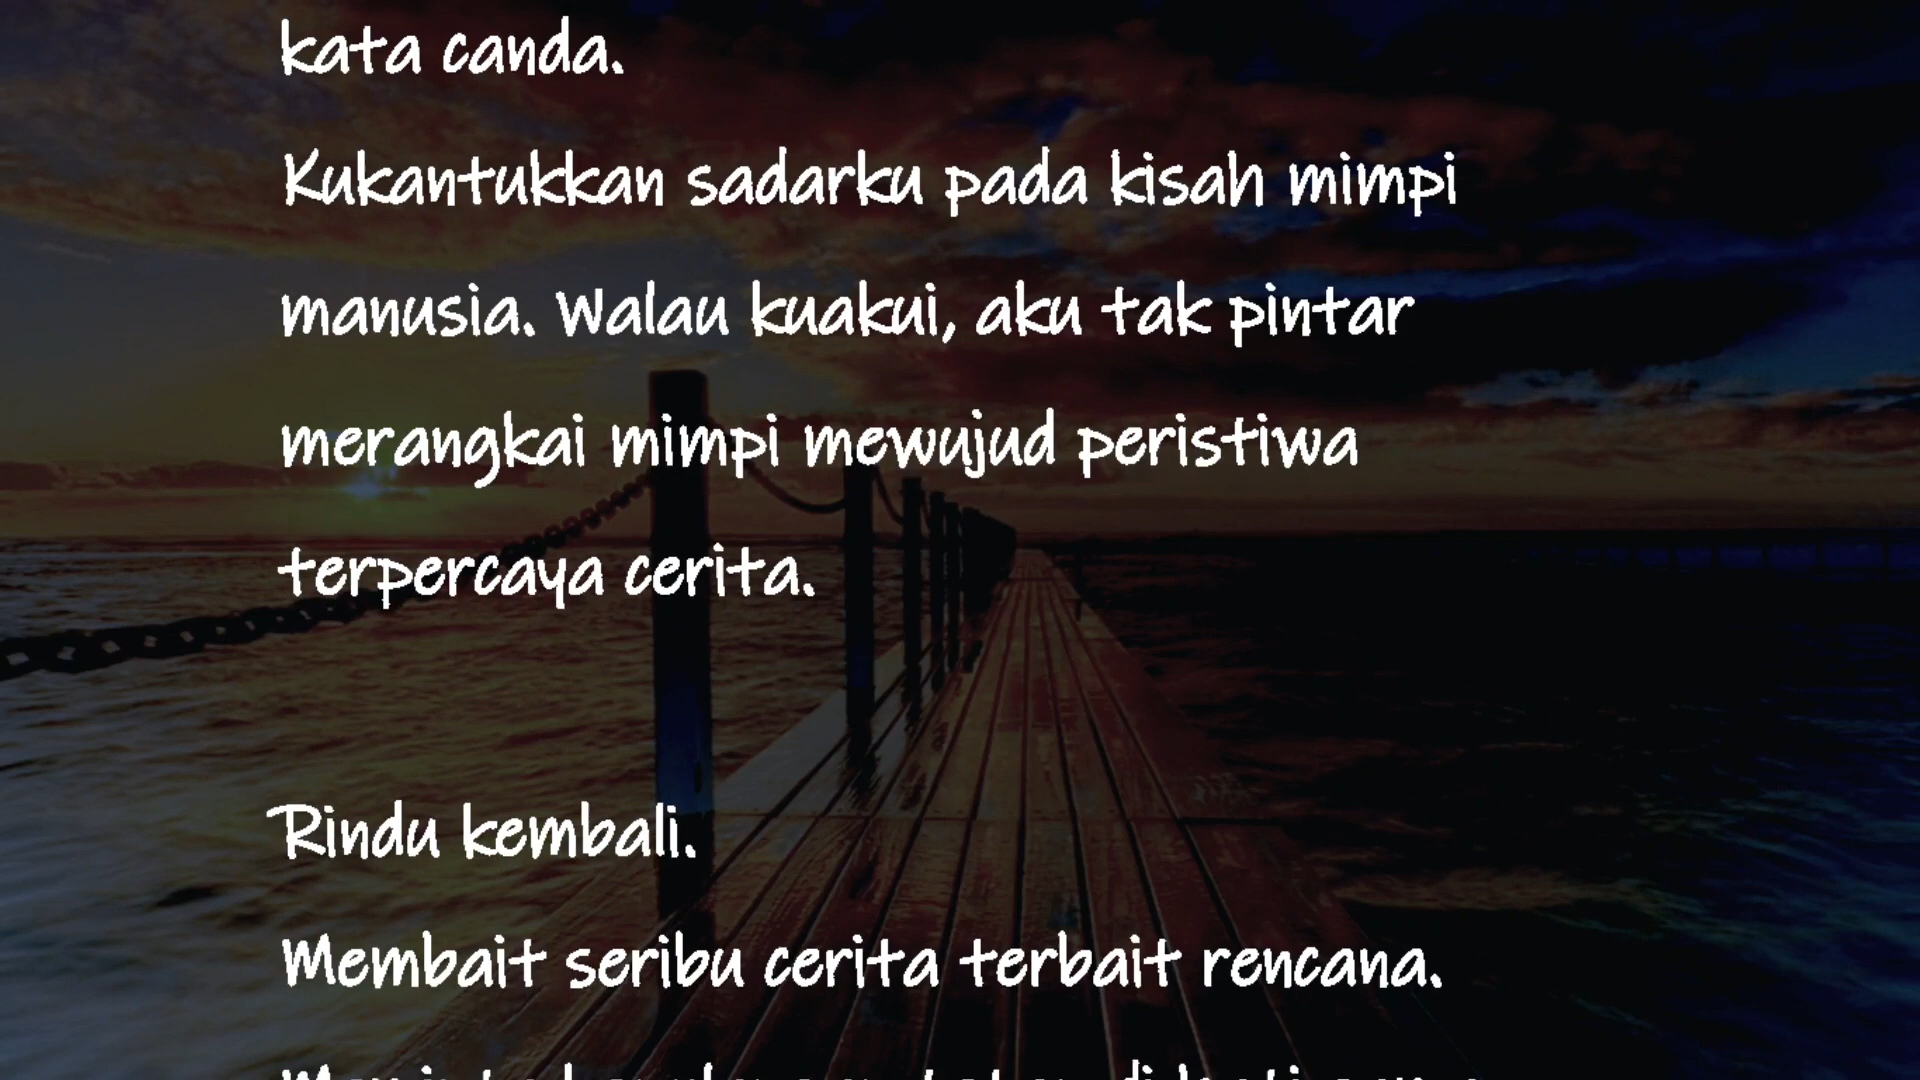 kata canda.
Kukantukkan sadarku pada kisah mimpi
manusia. Walau kuakui, aku tak pintar
merangkai mimpi mewujud peristiwa
terpercaya cerita.
Rindu kembali.
Membait seribu cerita terbait rencana.